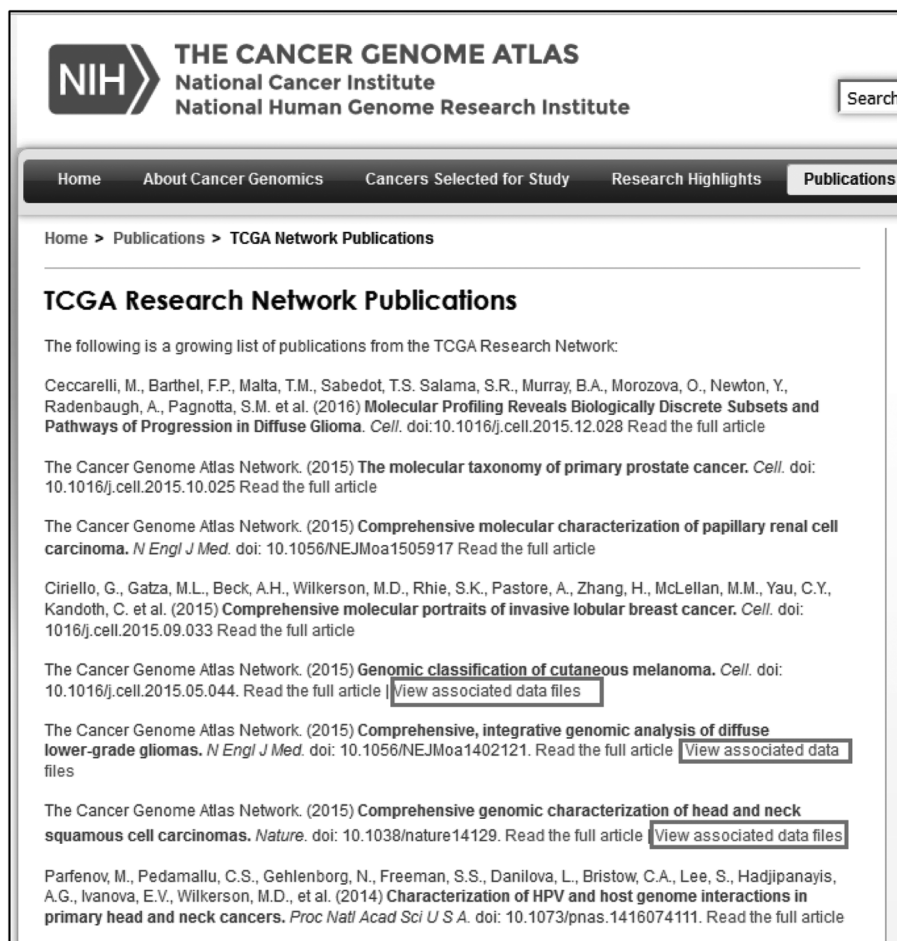 NIH
THE CANCER GENOME ATLAS
National Cancer Institute
National Human Genome Research Institute
Search
Home About Cancer Genomics Cancers Selected for Study Research Highlights Publications
Home > Publications > TCGA Network Publications
TCGA Research Network Publications
The following is a growing list of publications from the TCGA Research Network:
Ceccarelli, M., Barthel, F.P., Malta, T.M., Sabedot, T.S. Salama, S.R., Murray, B.A., Morozova, O., Newton, Y.,
Radenbaugh, A., Pagnotta, S.M. et al. (2016) Molecular Profiling Reveals Biologically Discrete Subsets and
Pathways of Progression in Diffuse Glioma. Cell. doi:10.1016/j.cell.2015.12.028 Read the full article
The Cancer Genome Atlas Network. (2015) The molecular taxonomy of primary prostate cancer. Cell. doi:
10.1016/j.cell.2015.10.025 Read the full article
The Cancer Genome Atlas Network. (2015) Comprehensive molecular characterization of papillary renal cell
carcinoma. N Engl J Med. doi: 10.1056/NEJMoa1505917 Read the full article
Ciriello, G., Gatza, M.L., Beck, A.H., Wilkerson, M.D., Rhie, S.K., Pastore, A., Zhang, H., McLellan, M.M., Yau, C.Y.,
Kandoth, C. et al. (2015) Comprehensive molecular portraits of invasive lobular breast cancer. Cell. doi:
1016/j.cell.2015.09.033 Read the full article
The Cancer Genome Atlas Network. (2015) Genomic classification of cutaneous melanoma. Cell. doi:
10.1016/j.cell.2015.05.044. Read the full article | View associated data files
The Cancer Genome Atlas Network. (2015) Comprehensive, integrative genomic analysis of diffuse
lower-grade gliomas. N Engl J Med. doi: 10.1056/NEJMoa1402121. Read the full article View associated data
files
The Cancer Genome Atlas Network. (2015) Comprehensive genomic characterization of head and neck
squamous cell carcinomas. Nature. doi: 10.1038/nature14129. Read the full article | View associated data files
Parfenov, M., Pedamallu, C.S., Gehlenborg, N., Freeman, S.S., Danilova, L., Bristow, C.A., Lee, S., Hadjipanayis,
A.G., Ivanova, E.V., Wilkerson, M.D., et al. (2014) Characterization of HPV and host genome interactions in
primary head and neck cancers. Proc Natl Acad Sci U S A. doi: 10.1073/pnas.1416074111. Read the full article